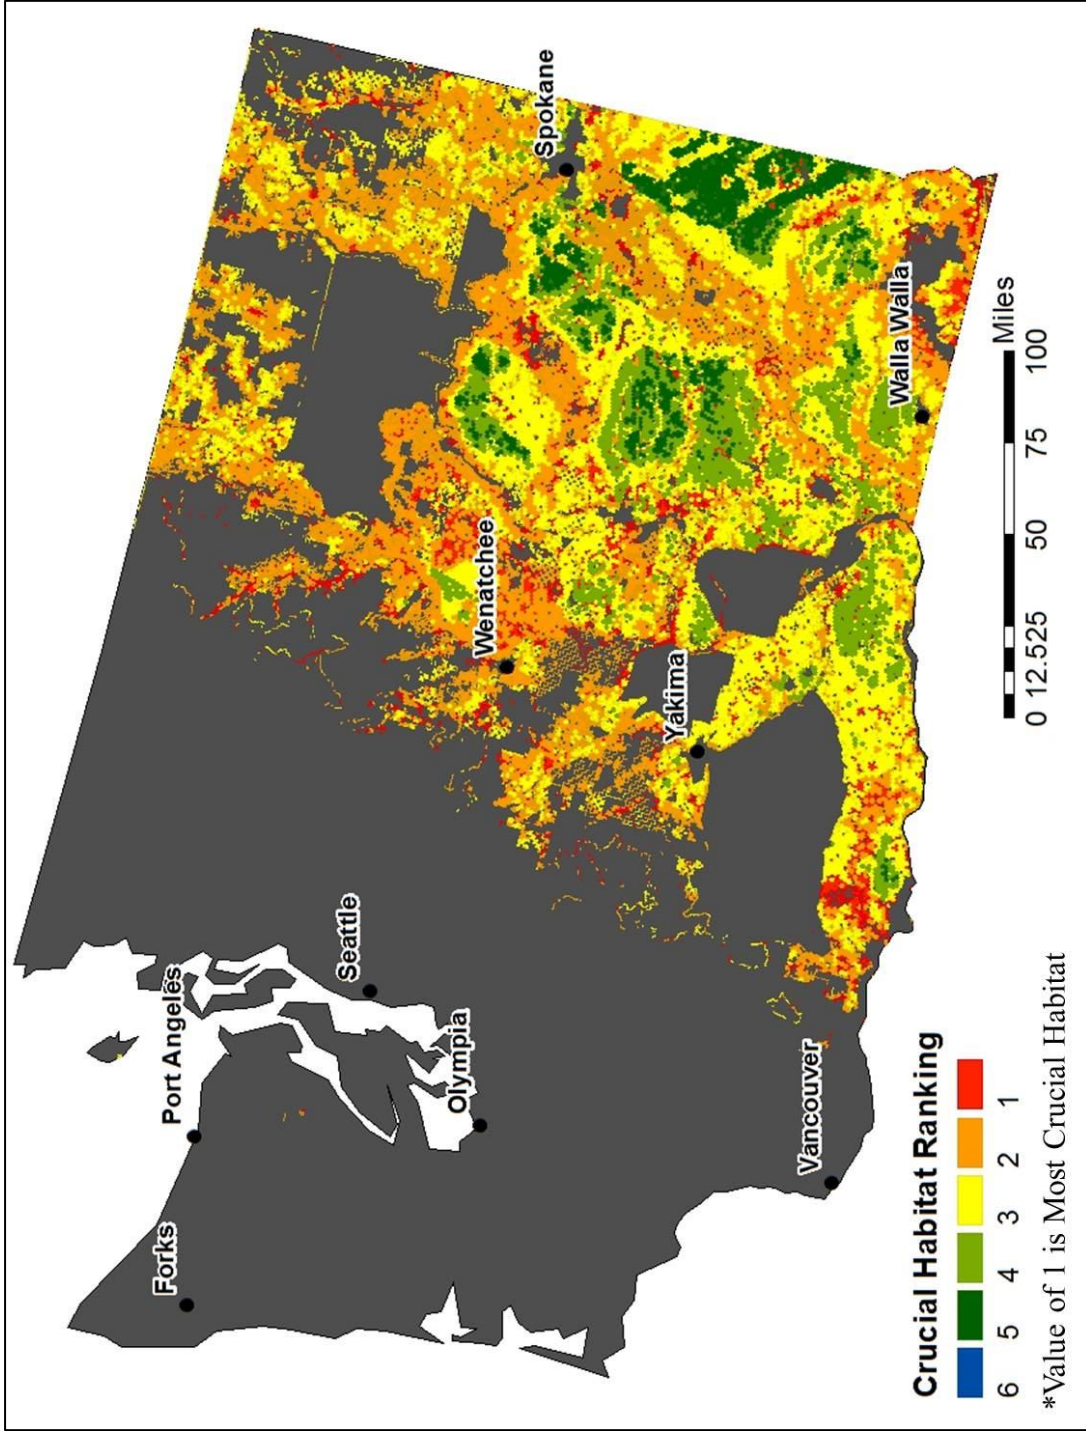 Forks
Port Angeles
Seattle
Olympia
Vancouver
Wenatchee
Yakima
Spokane
Walla Walla
Crucial Habitat Ranking
6 5 4 3 2 1
*Value of 1 is Most Crucial Habitat
0 12.525 50 75 100
Miles